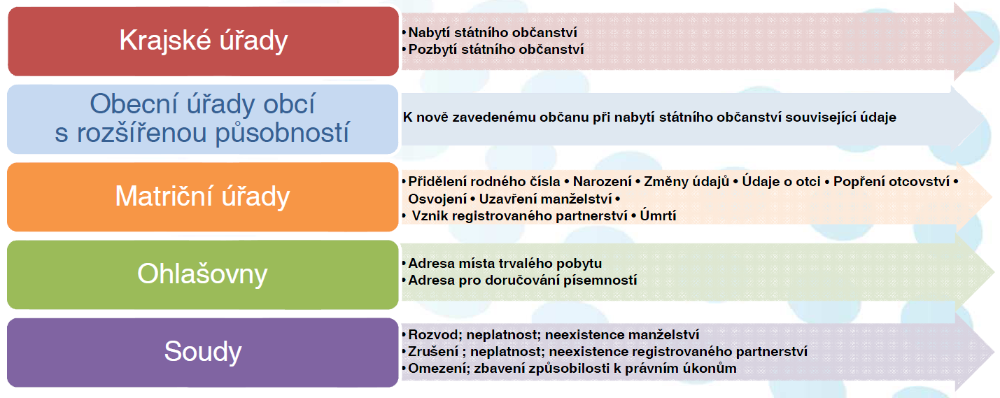 Krajské úřady
• Nabytí státního občanství
• Pozbytí státního občanství
Obecní úřady obcí
s rozšířenou působností
K nově zavedenému občanu při nabytí státního občanství související údaje
Matriční úřady
• Přidělení rodného čísla • Narození • Změny údajů • Údaje o otci • Popření otcovství •
Osvojení • Uzavření manželství •
• Vznik registrovaného partnerství • Úmrtí
Ohlašovny
• Adresa místa trvalého pobytu
• Adresa pro doručování písemností
Soudy
• Rozvod; neplatnost; neexistence manželství
• Zrušení ; neplatnost; neexistence registrovaného partnerství
• Omezení; zbavení způsobilosti k právním úkonům